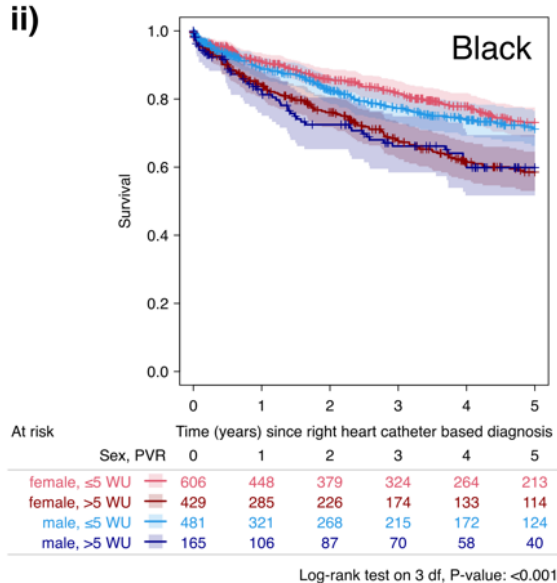 ii)
Black
Survival
1.0
0.8
0.6
0.4
0.2
0.0
0 1 2 3 4 5
At risk Time (years) since right heart catheter based diagnosis
Sex, PVR 0 1 2 3 4 5
female, ≤5 WU 606 448 379 324 264 213
female, >5 WU 429 285 226 174 133 114
male, ≤5 WU 481 321 268 215 172 124
male, >5 WU 165 106 87 70 58 40
Log-rank test on 3 df, P-value: <0.001